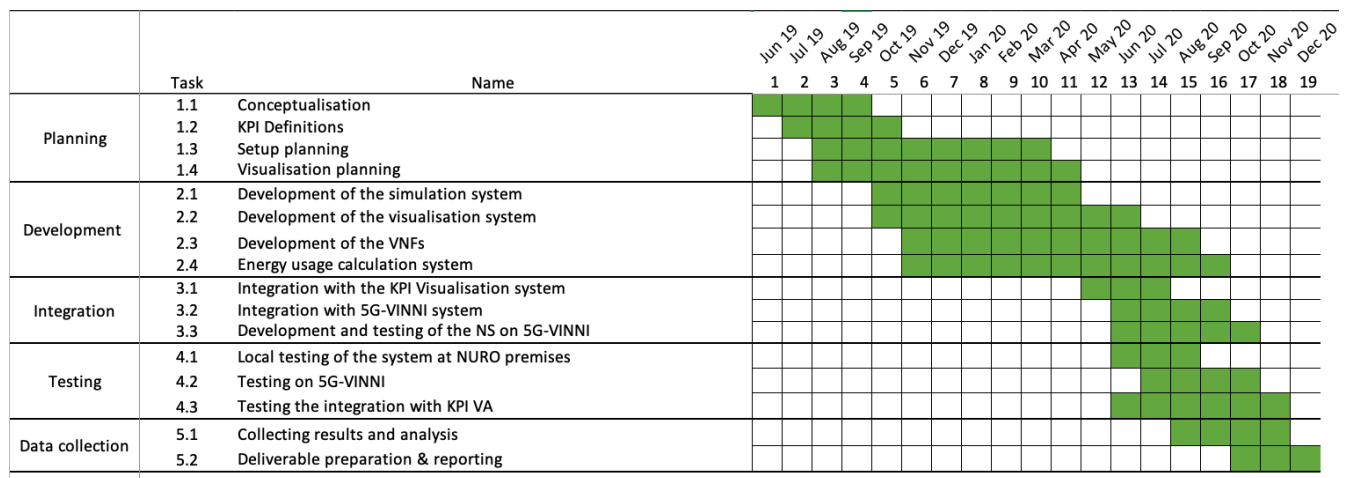 Jun 19 Jul 19 Aug 19 Sep 19 Oct 19 Nov 19 Dec 19 Jan 20 Feb 20 Mar 20 Apr 20 May 20 Jun 20 Jul 20 Aug 20 Sep 20 Oct 20 Nov 20 Dec 20
Task Name 1 2 3 4 5 6 7 8 9 10 11 12 13 14 15 16 17 18 19
Planning
1.1 Conceptualisation
1.2 KPI Definitions
1.3 Setup planning
1.4 Visualisation planning
Development
2.1 Development of the simulation system
2.2 Development of the visualisation system
2.3 Development of the VNFs
2.4 Energy usage calculation system
Integration
3.1 Integration with the KPI Visualisation system
3.2 Integration with 5G-VINNI system
3.3 Development and testing of the NS on 5G-VINNI
Testing
4.1 Local testing of the system at NURO premises
4.2 Testing on 5G-VINNI
4.3 Testing the integration with KPI VA
Data collection
5.1 Collecting results and analysis
5.2 Deliverable preparation & reporting